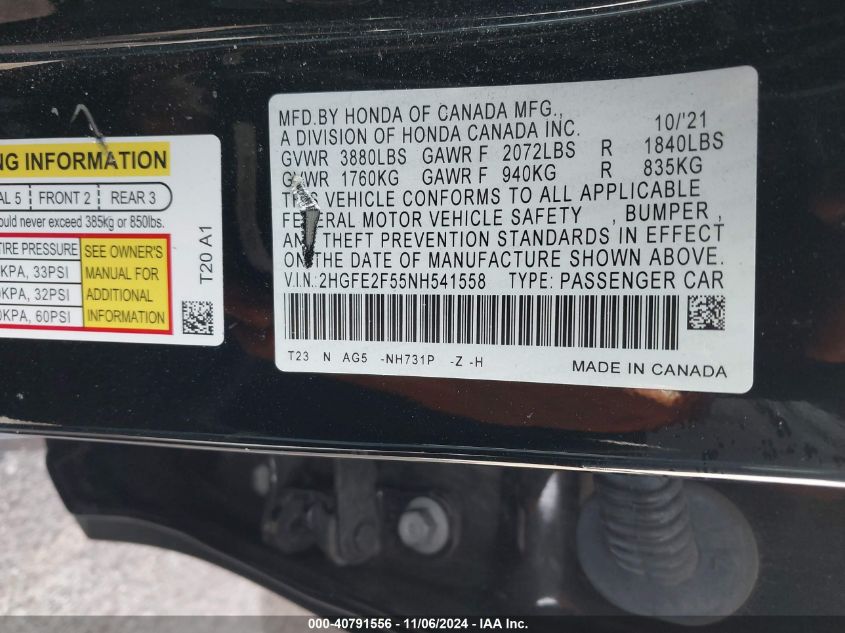 NG INFORMATION
AL 5 FRONT 2 REAR 3
ould never exceed 385kg or 850lbs.
TIRE PRESSURE SEE OWNER'S
KPA, 33PSI MANUAL FOR
0KPA, 32PSI ADDITIONAL
0KPA, 60PSI INFORMATION
T20 A1
MFD.BY HONDA OF CANADA MFG., 10/'21
A DIVISION OF HONDA CANADA INC.
GVWR 3880LBS GAWR F 2072LBS R 1840LBS
GVWR 1760KG GAWR F 940KG R 835KG
THIS VEHICLE CONFORMS TO ALL APPLICABLE
FEDERAL MOTOR VEHICLE SAFETY , BUMPER ,
AND THEFT PREVENTION STANDARDS IN EFFECT
ON THE DATE OF MANUFACTURE SHOWN ABOVE.
V.I.N.: 2HGFE2F55NH541558 TYPE: PASSENGER CAR
T23 N AG5 -NH731P -Z -H
MADE IN CANADA
000-40791556 - 11/06/2024 - IAA Inc.